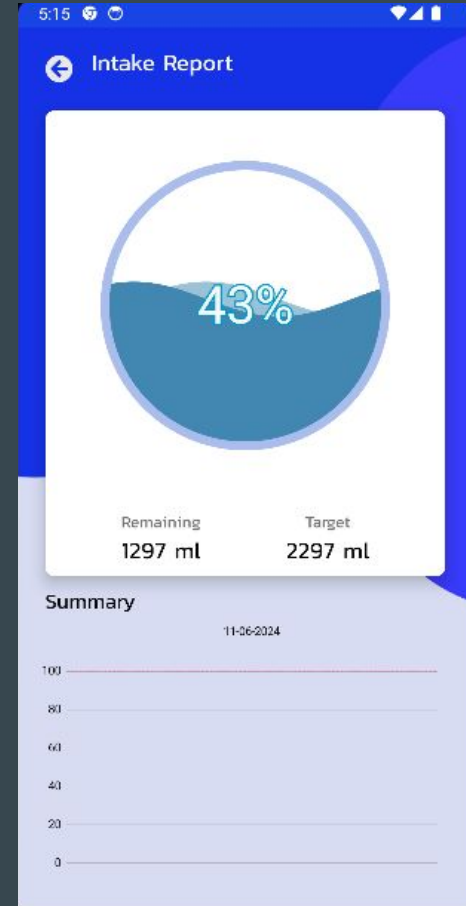 5:15
Intake Report
43%
Remaining Target
1297 ml 2297 ml
Summary
11-06-2024
100
80
60
40
20
0